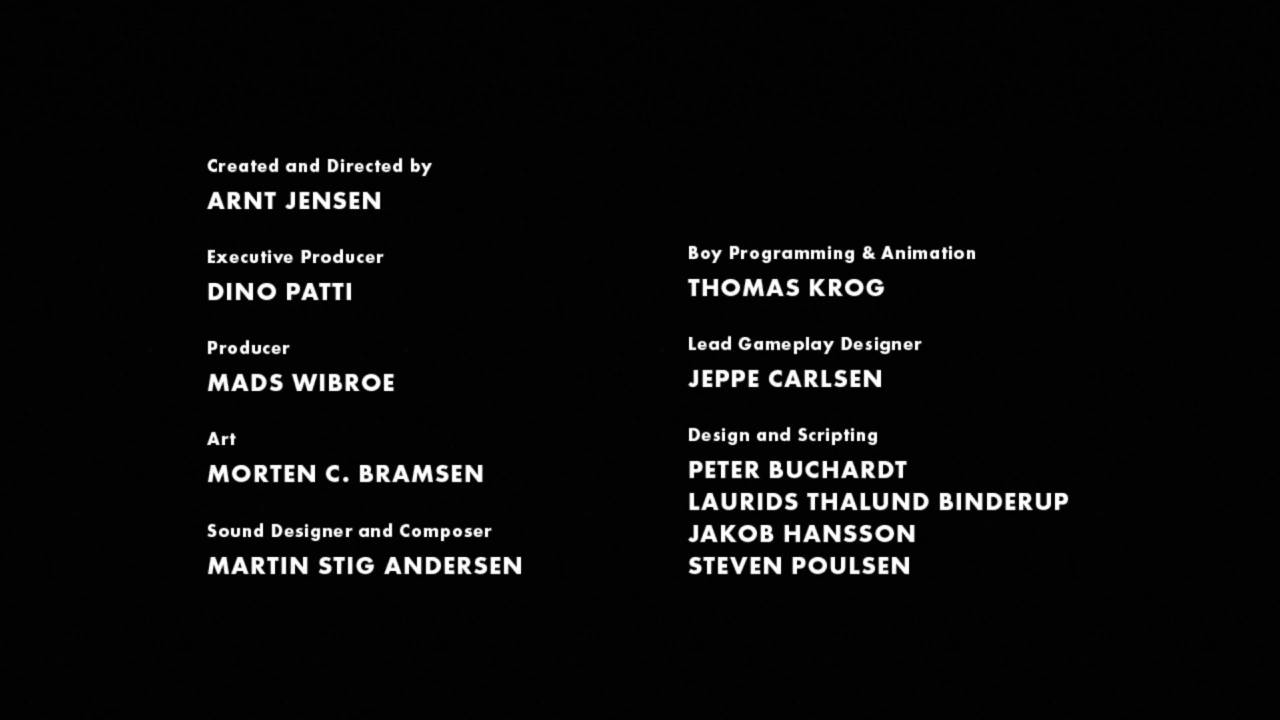 Created and Directed by
ARNT JENSEN
Executive Producer
DINO PATTI
Producer
MADS WIBROE
Art
MORTEN C. BRAMSEN
Sound Designer and Composer
MARTIN STIG ANDERSEN
Boy Programming & Animation
THOMAS KROG
Lead Gameplay Designer
JEPPE CARLSEN
Design and Scripting
PETER BUCHARDT
LAURIDS THALUND BINDERUP
JAKOB HANSSON
STEVEN POULSEN